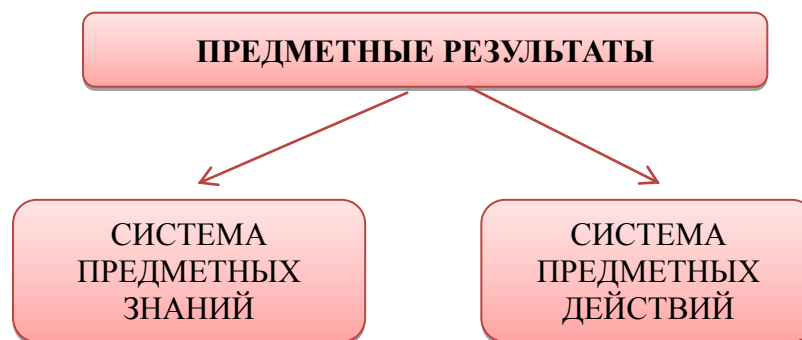 ПРЕДМЕТНЫЕ РЕЗУЛЬТАТЫ
СИСТЕМА
ПРЕДМЕТНЫХ
ЗНАНИЙ
СИСТЕМА
ПРЕДМЕТНЫХ
ДЕЙСТВИЙ